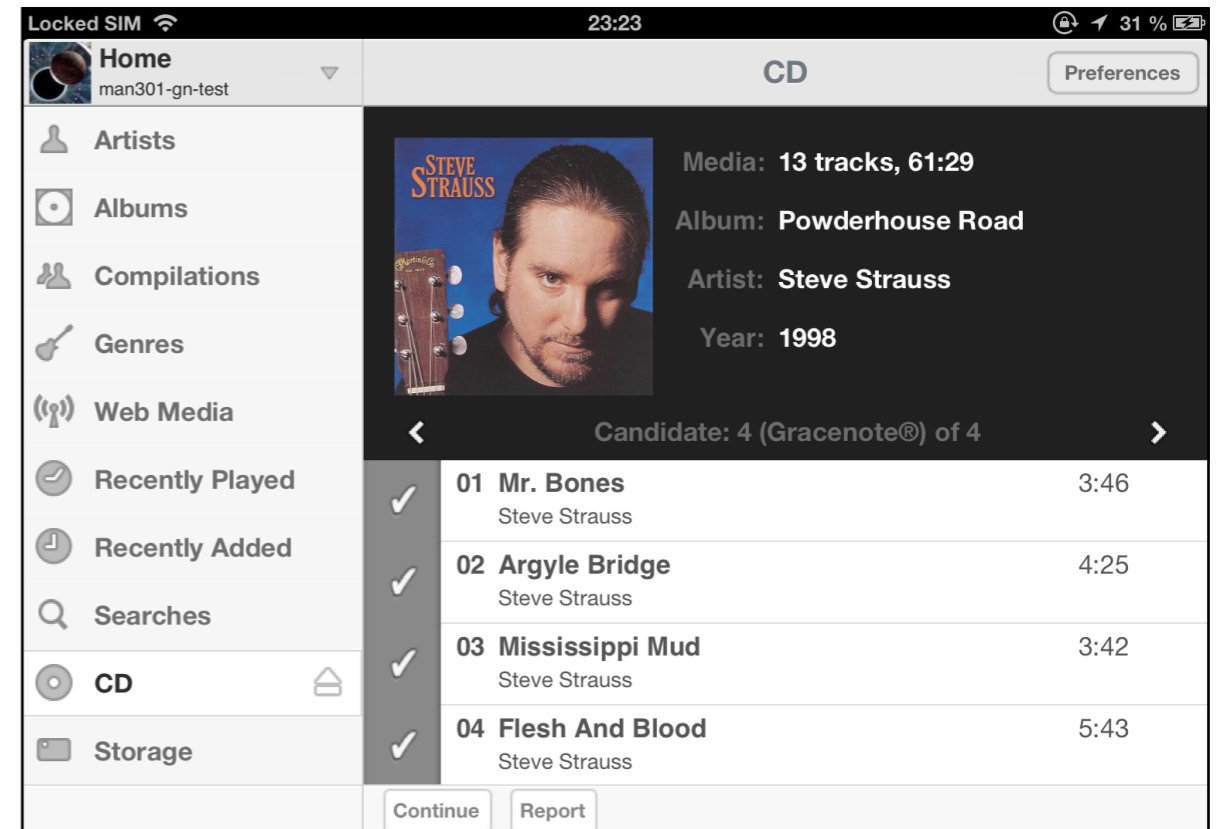 Locked SIM 23:23 31 %
Home
man301-gn-test
CD
Preferences
Artists
Albums
Compilations
Genres
Web Media
Recently Played
Recently Added
Searches
CD
Storage
STEVE
STRAUSS
Martin & Co
Media: 13 tracks, 61:29
Album: Powderhouse Road
Artist: Steve Strauss
Year: 1998
Candidate: 4 (Gracenote®) of 4
01 Mr. Bones 3:46
Steve Strauss
02 Argyle Bridge 4:25
Steve Strauss
03 Mississippi Mud 3:42
Steve Strauss
04 Flesh And Blood 5:43
Steve Strauss
Continue
Report